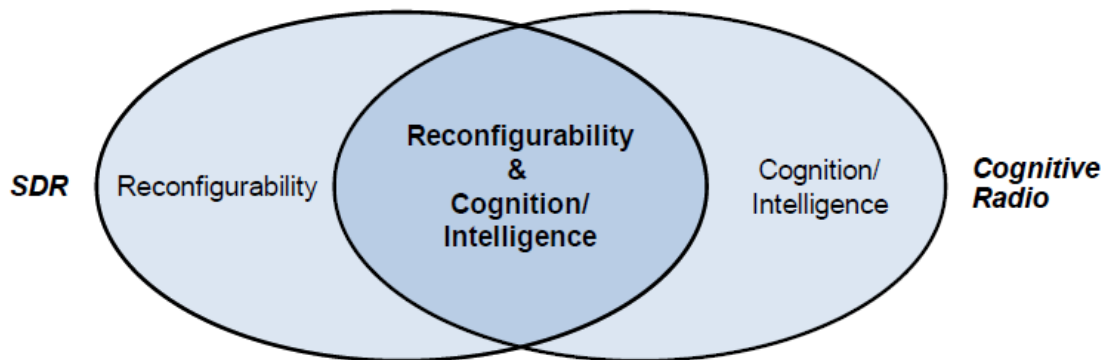 SDR
Reconfigurability
Reconfigurability
&
Cognition/
Intelligence
Cognition/
Intelligence
Cognitive
Radio